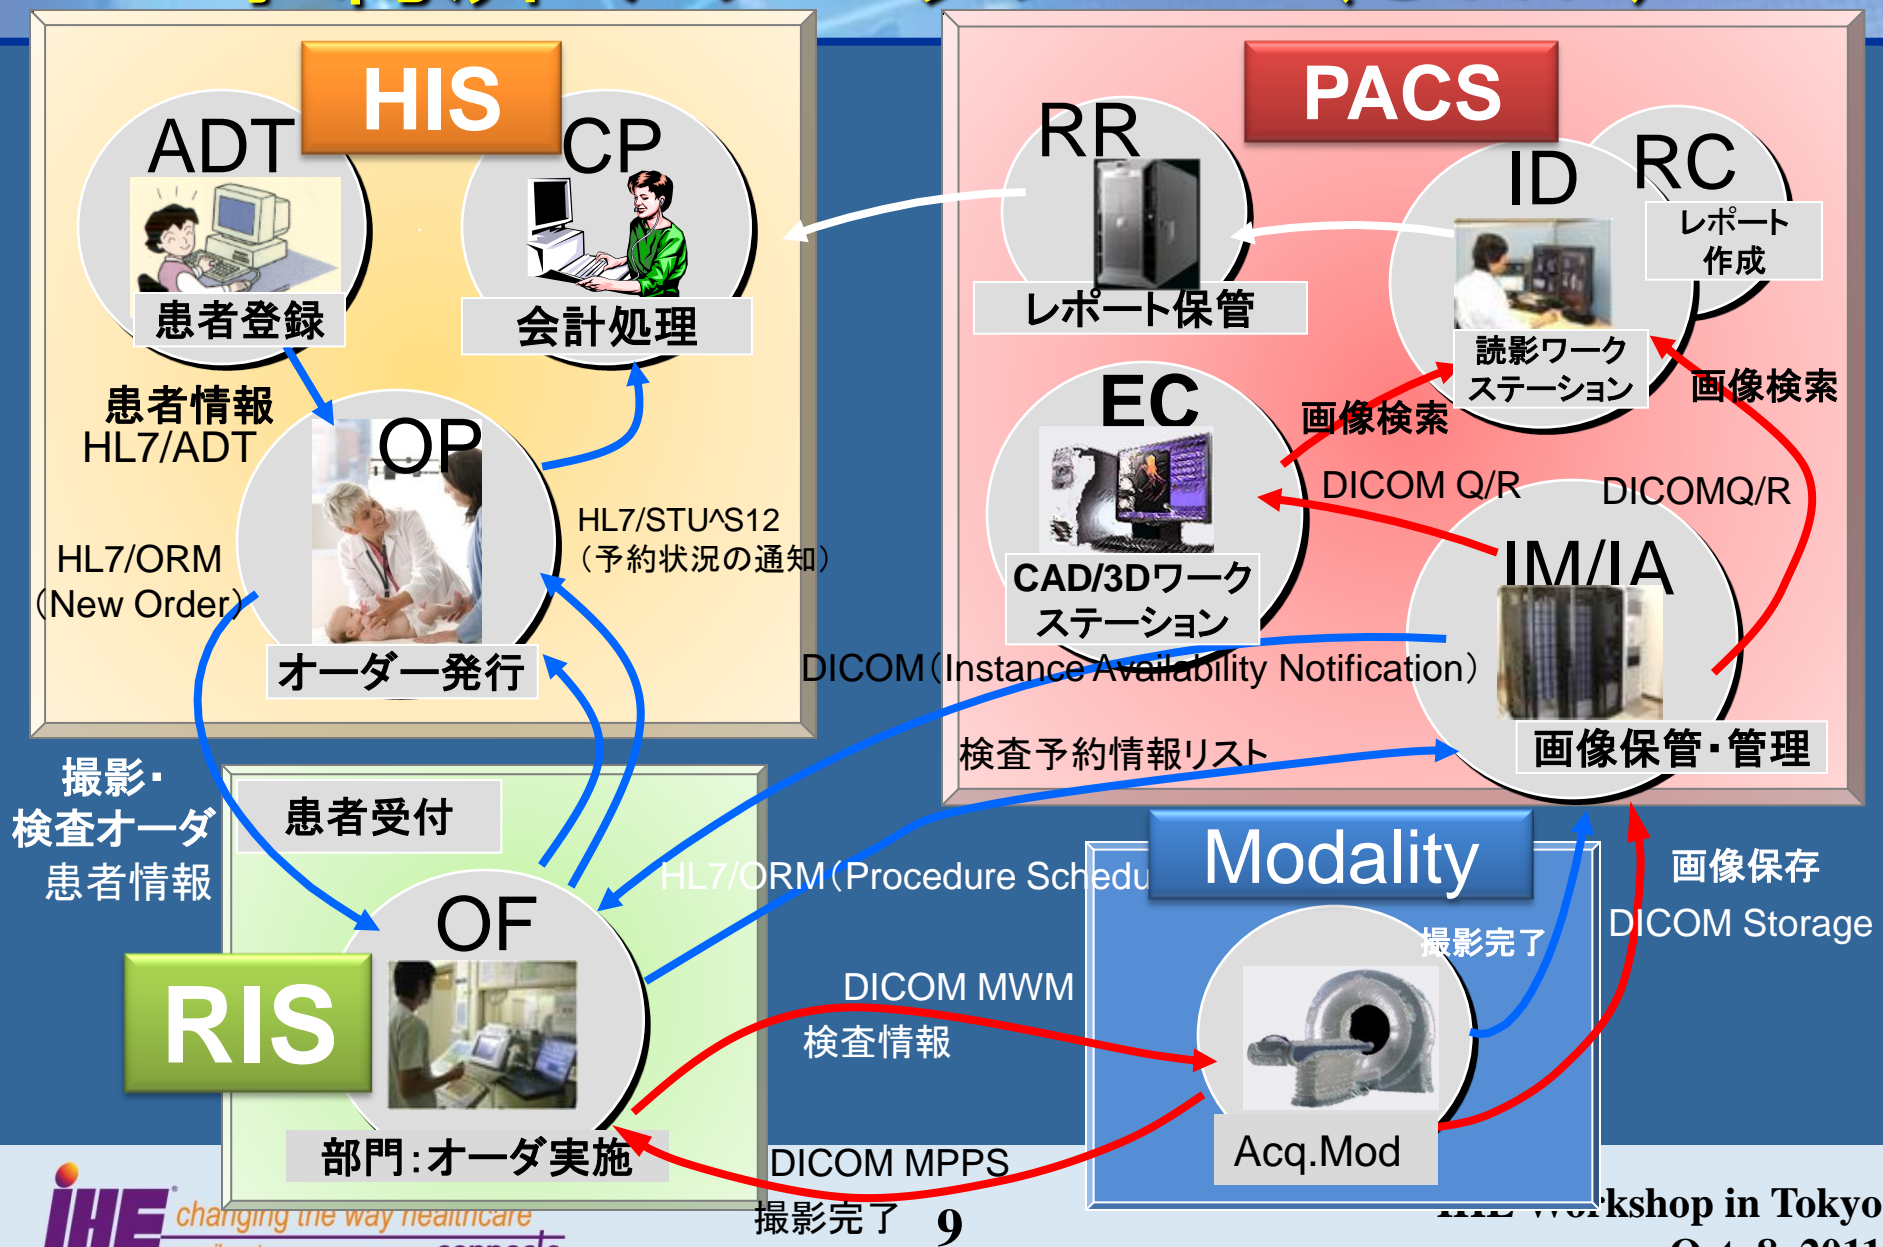 HIS
PACS
ADT
CP
RR
ID
RC
レポート
作成
患者登録
会計処理
レポート保管
読影ワーク
ステーション
患者情報
HL7/ADT
OP
EC
画像検索
画像検索
DICOM Q/R
DICOMQ/R
HL7/STU^S12
（予約状況の通知）
HL7/ORM
（New Order）
CAD/3Dワーク
ステーション
IM/IA
オーダー発行
DICOM（Instance Availability Notification）
検査予約情報リスト
画像保管・管理
撮影・
検査オーダ
患者情報
患者受付
HL7/ORM（Procedure Schedu
Modality
画像保存
DICOM Storage
OF
撮影完了
RIS
DICOM MWM
検査情報
部門：オーダ実施
DICOM MPPS
撮影完了
Acq.Mod
IHE
changing the way healthcare
connects
9
IHE Workshop in Tokyo
Oct. 8, 2011